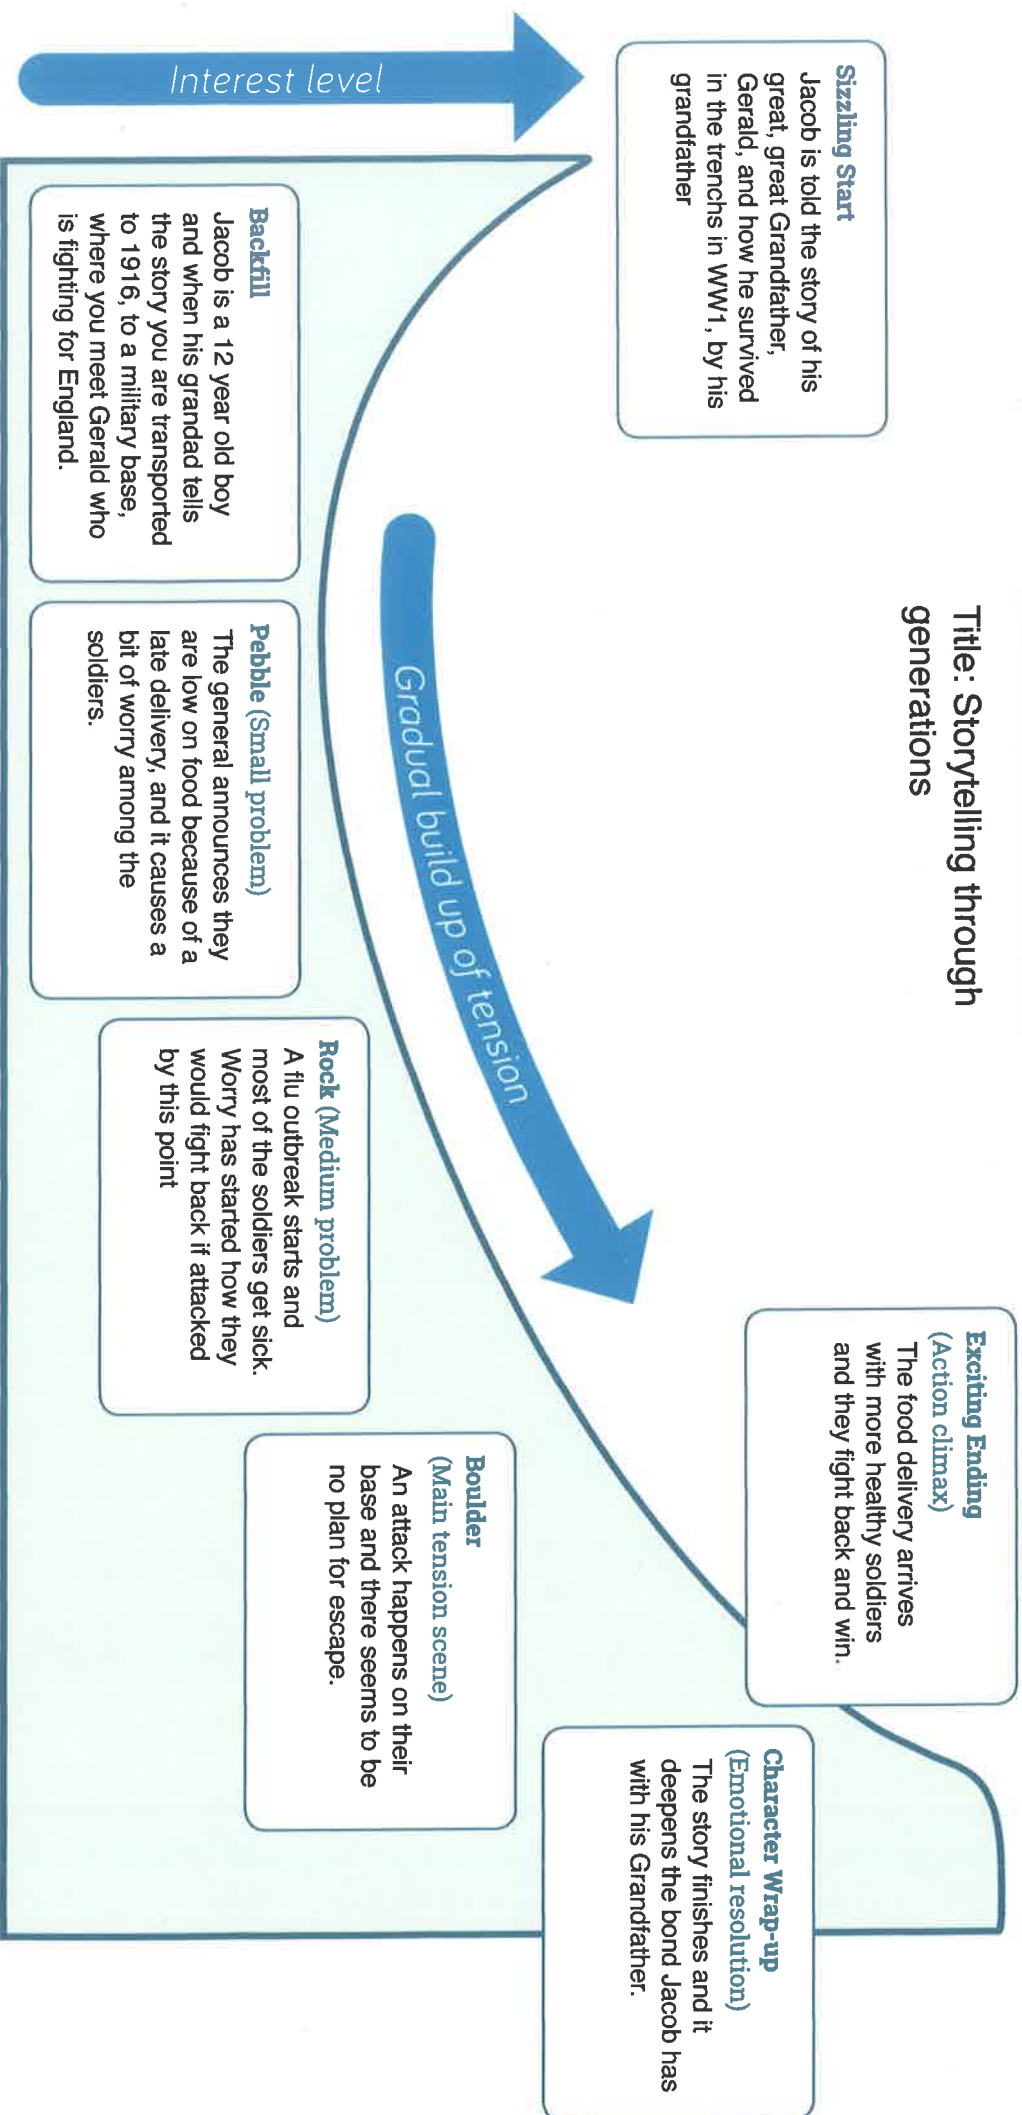 Title: Storytelling through
generations
Sizzling Start
Jacob is told the story of his
great, great Grandfather,
Gerald, and how he survived
in the trenchs in WW1, by his
grandfather
Interest level
Backfill
Jacob is a 12 year old boy
and when his grandad tells
the story you are transported
to 1916, to a military base,
where you meet Gerald who
is fighting for England.
Pebble (Small problem)
The general announces they
are low on food because of a
late delivery, and it causes a
bit of worry among the
soldiers.
Gradual build up of tension
Rock (Medium problem)
A flu outbreak starts and
most of the soldiers get sick.
Worry has started how they
would fight back if attacked
by this point
Boulder
(Main tension scene)
An attack happens on their
base and there seems to be
no plan for escape.
Exciting Ending
(Action climax)
The food delivery arrives
with more healthy soldiers
and they fight back and win.
Character Wrap-up
(Emotional resolution)
The story finishes and it
deepens the bond Jacob has
with his Grandfather.